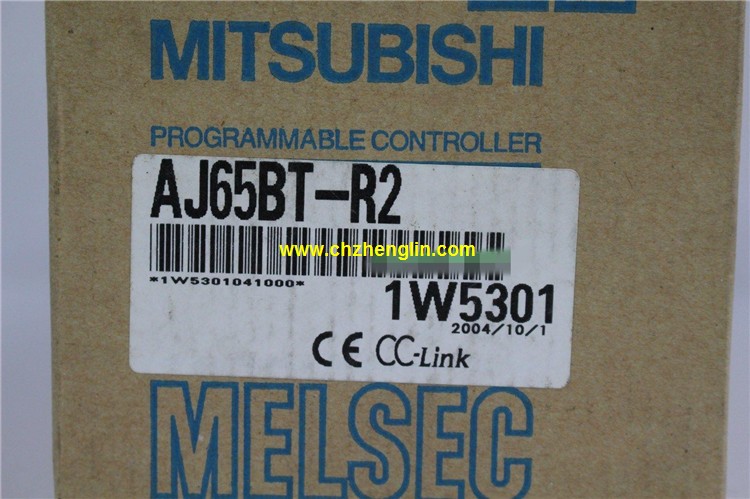 MITSUBISHI
PROGRAMMABLE CONTROLLER
AJ65BT-R2
www.chzhenglin.com
*1W5301041000*
1W5301
2004/10/1
CE CC-Link
MELSEC